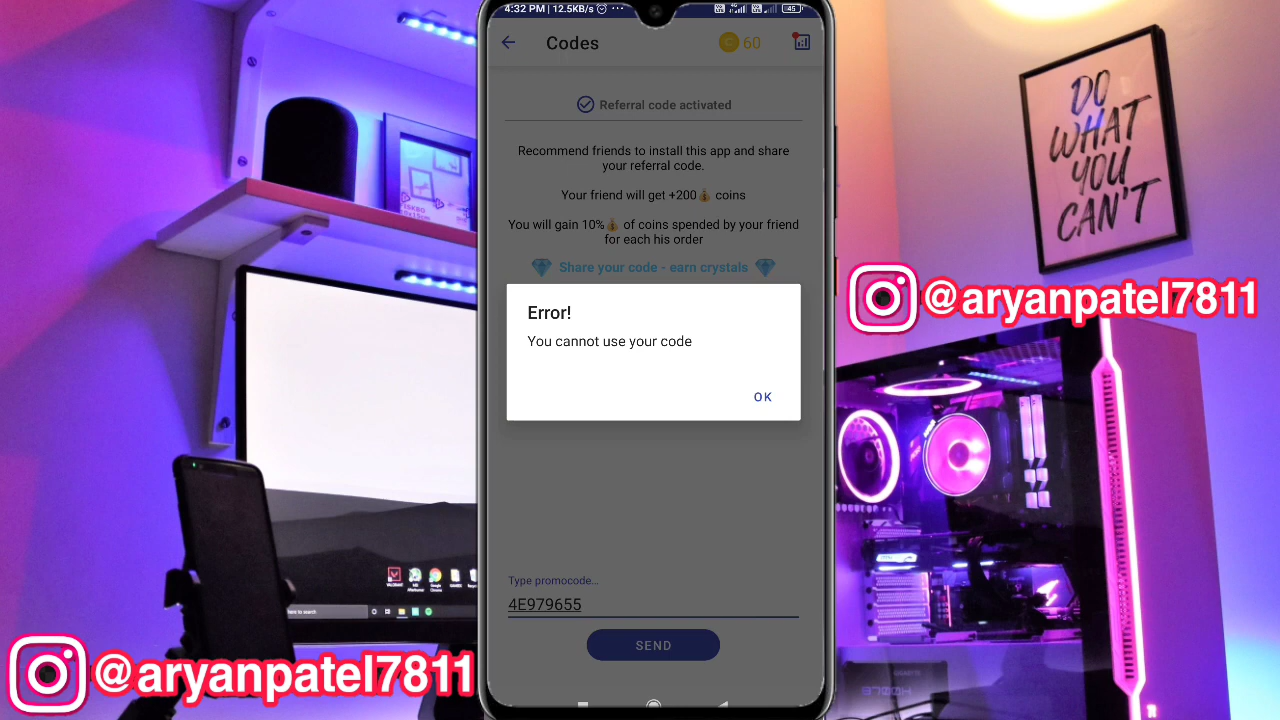 4:32 PM | 12.5KB/s
45
Codes
60
Referral code activated
Recommend friends to install this app and share
your referral code.
Your friend will get +200💰 coins
You will gain 10%💰 of coins spended by your friend
for each his order
💎 Share your code - earn crystals 💎
Error!
You cannot use your code
OK
Type promocode...
4E979655
SEND
DO
WHAT
YOU
CAN'T
@aryanpatel7811
@aryanpatel7811